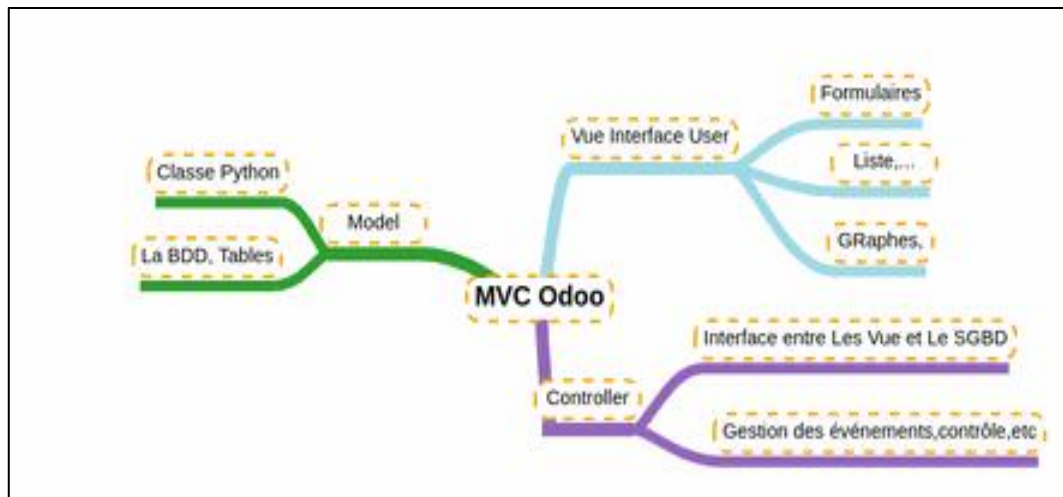 Formulaires
Vue Interface User
Liste,...
Classe Python
Model
GRaphes,
La BDD, Tables
MVC Odoo
Interface entre Les Vue et Le SGBD
Controller
Gestion des événements,contrôle,etc